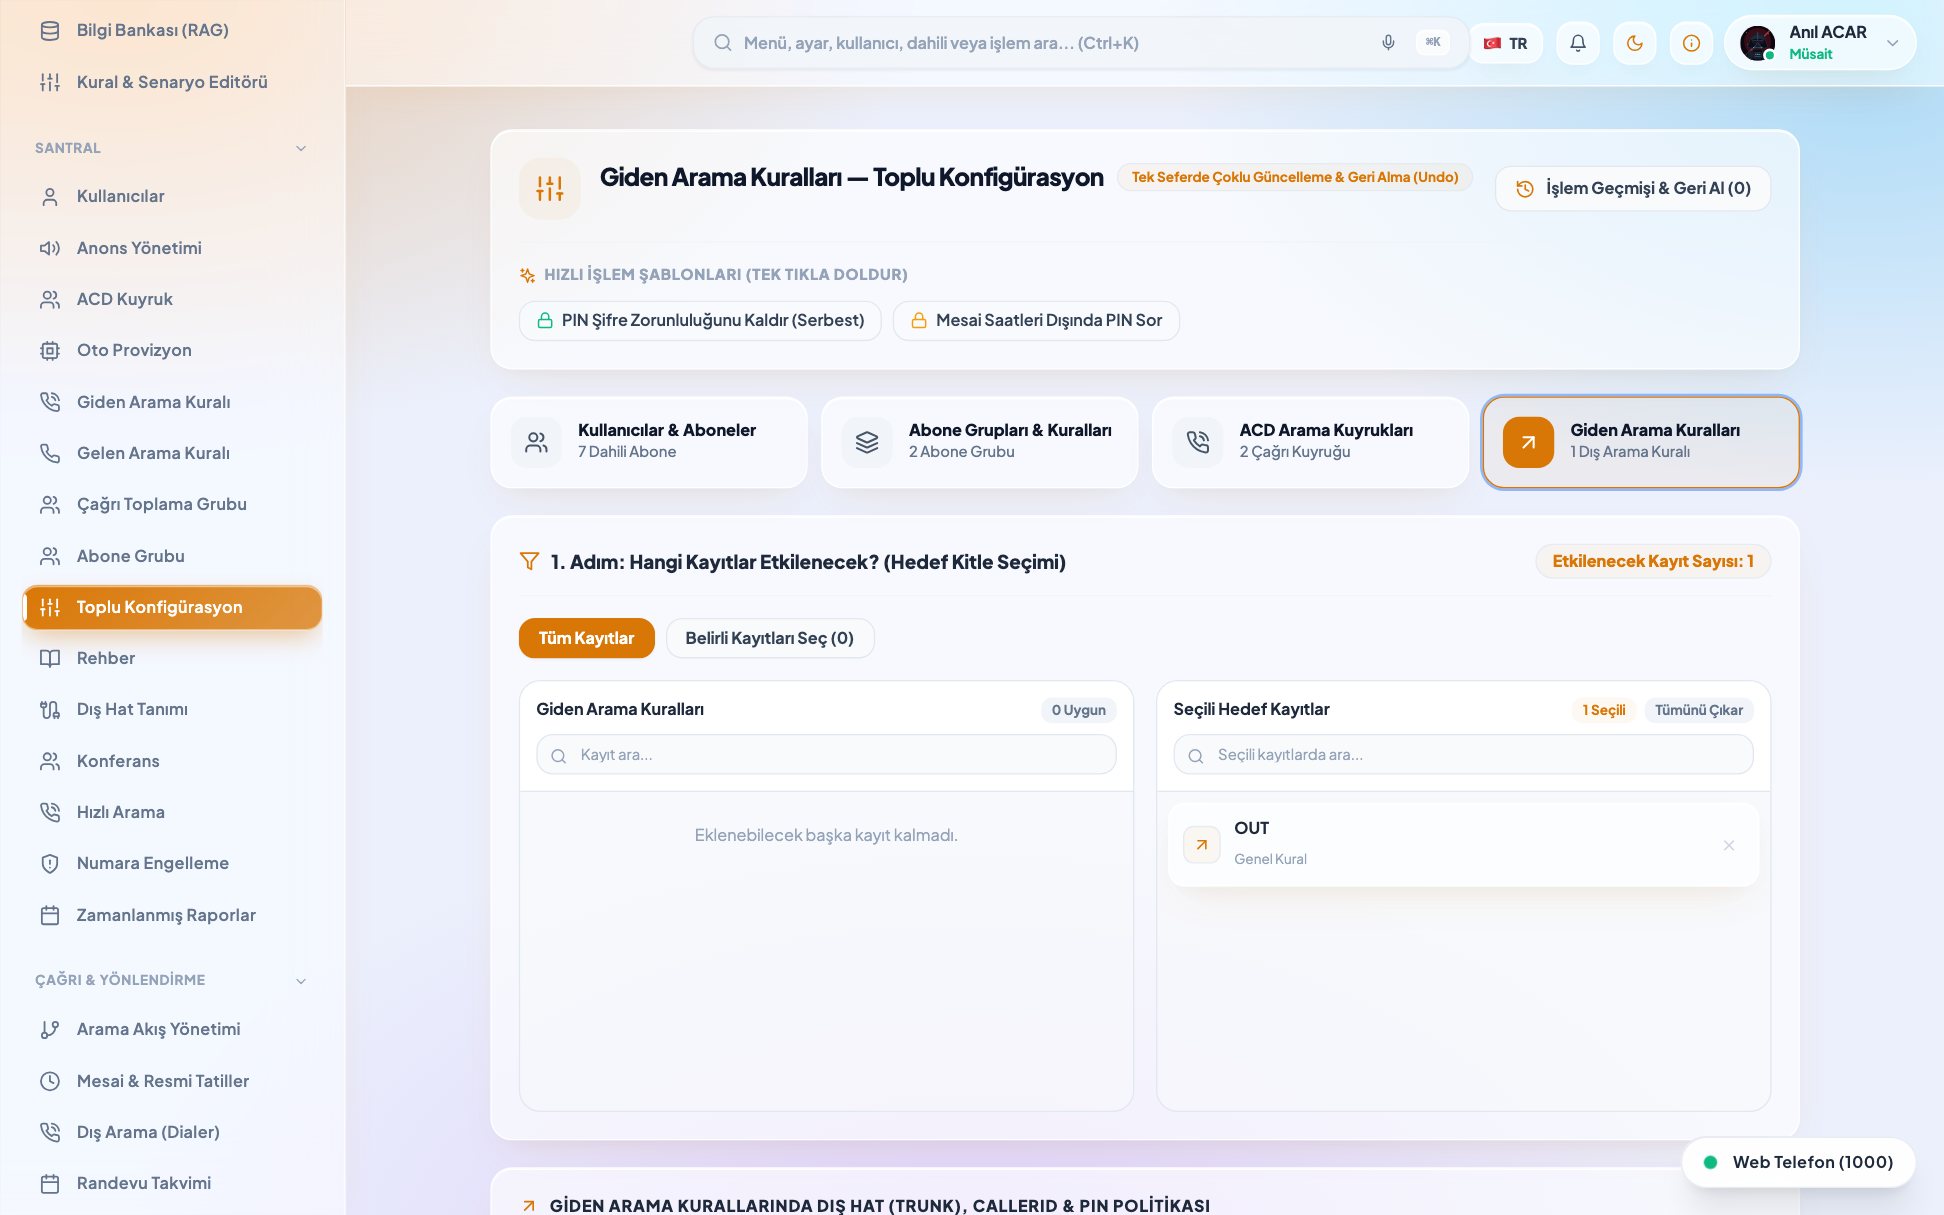 Bilgi Bankası (RAG)
Kural & Senaryo Editörü
SANTRAL
Kullanıcılar
Anons Yönetimi
ACD Kuyruk
Oto Provizyon
Giden Arama Kuralı
Gelen Arama Kuralı
Çağrı Toplama Grubu
Abone Grubu
Toplu Konfigürasyon
Rehber
Dış Hat Tanımı
Konferans
Hızlı Arama
Numara Engelleme
Zamanlanmış Raporlar
ÇAĞRI & YÖNLENDİRME
Arama Akış Yönetimi
Mesai & Resmi Tatiller
Dış Arama (Dialer)
Randevu Takvimi
Menü, ayar, kullanıcı, dahili veya işlem ara... (Ctrl+K)
⌘K
TR
Anıl ACAR
Müsait
Giden Arama Kuralları — Toplu Konfigürasyon
Tek Seferde Çoklu Güncelleme & Geri Alma (Undo)
İşlem Geçmişi & Geri Al (0)
HIZLI İŞLEM ŞABLONLARI (TEK TIKLA DOLDUR)
PIN Şifre Zorunluluğunu Kaldır (Serbest)
Mesai Saatleri Dışında PIN Sor
Kullanıcılar & Aboneler
7 Dahili Abone
Abone Grupları & Kuralları
2 Abone Grubu
ACD Arama Kuyrukları
2 Çağrı Kuyruğu
Giden Arama Kuralları
1 Dış Arama Kuralı
1. Adım: Hangi Kayıtlar Etkilenecek? (Hedef Kitle Seçimi)
Etkilenecek Kayıt Sayısı: 1
Tüm Kayıtlar
Belirli Kayıtları Seç (0)
Giden Arama Kuralları
0 Uygun
Kayıt ara...
Eklenebilecek başka kayıt kalmadı.
Seçili Hedef Kayıtlar
1 Seçili
Tümünü Çıkar
Seçili kayıtlarda ara...
OUT
Genel Kural
Web Telefon (1000)
GİDEN ARAMA KURALLARINDA DIŞ HAT (TRUNK), CALLERID & PIN POLİTİKASI